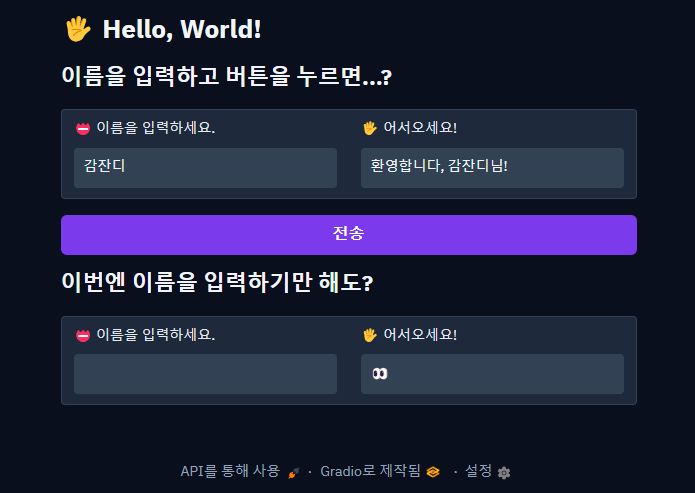 🖐 Hello, World!
이름을 입력하고 버튼을 누르면...?
📛 이름을 입력하세요.
🖐 어서오세요!
감잔디
환영합니다, 감잔디님!
전송
이번엔 이름을 입력하기만 해도?
📛 이름을 입력하세요.
🖐 어서오세요!
👀
API를 통해 사용 🚀 · Gradio로 제작됨 · 설정 ⚙